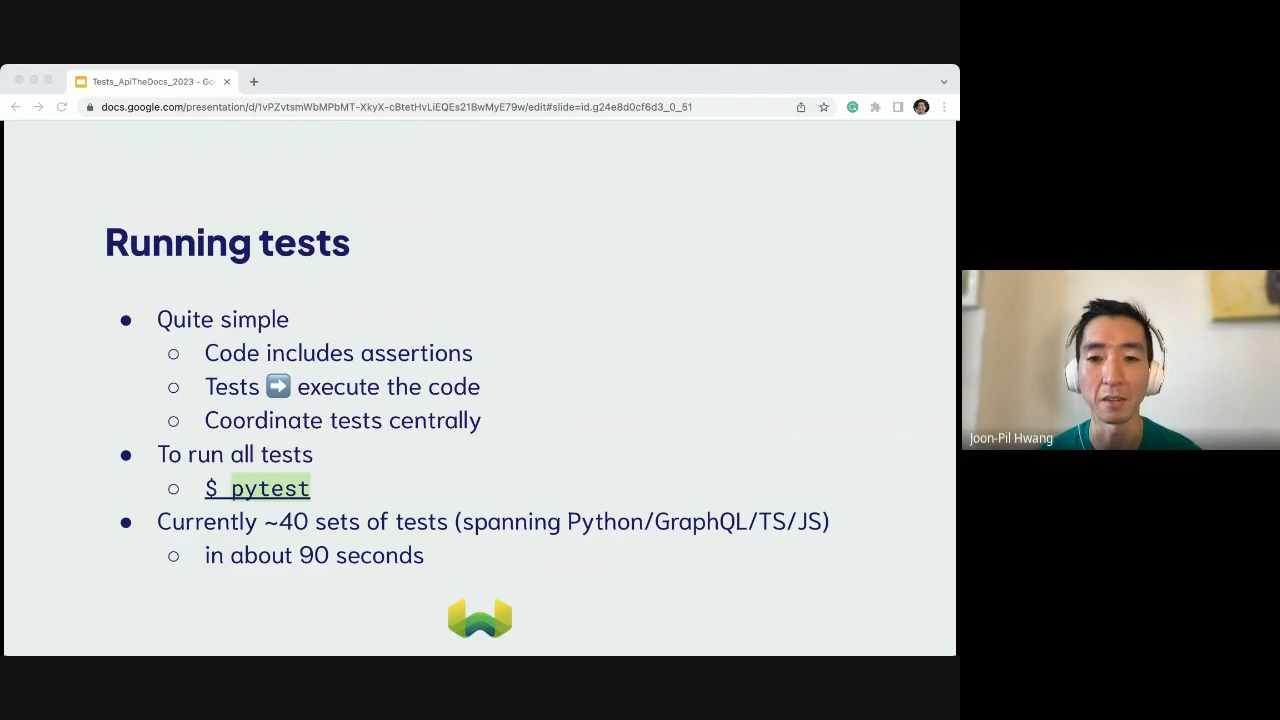 Tests_ApiTheDocs_2023 - Go
docs.google.com/presentation/d/1vPZvtsmWbMPbMT-XkyX-cBtetHvLiEQEs21BwMyE79w/edit#slide=id.g24e8d0cf6d3_0_51
Running tests
● Quite simple
○ Code includes assertions
○ Tests ➡️ execute the code
○ Coordinate tests centrally
● To run all tests
○ $ pytest
● Currently ~40 sets of tests (spanning Python/GraphQL/TS/JS)
○ in about 90 seconds
Joon-Pil Hwang